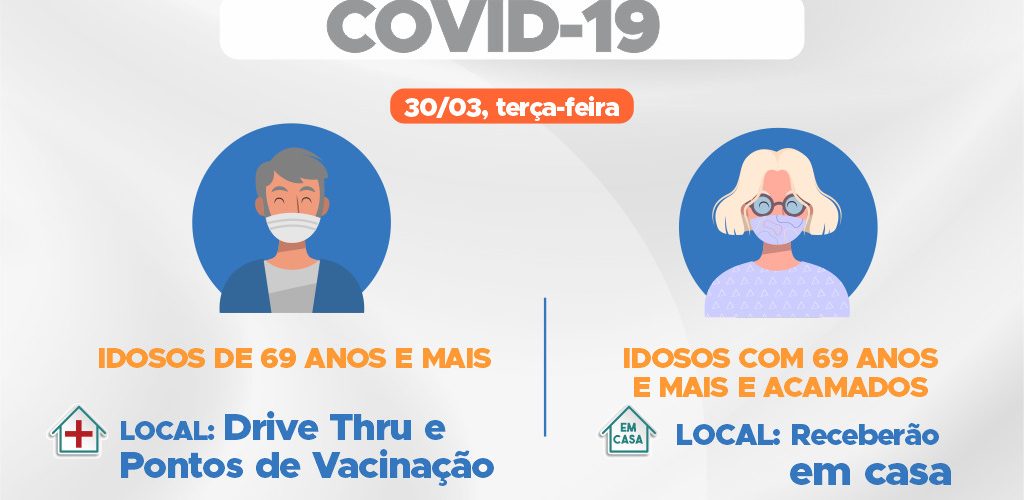 COVID-19
30/03, terça-feira
IDOSOS DE 69 ANOS E MAIS
LOCAL: Drive Thru e
Pontos de Vacinação
IDOSOS COM 69 ANOS
E MAIS E ACAMADOS
EM
CASA
LOCAL: Receberão
em casa